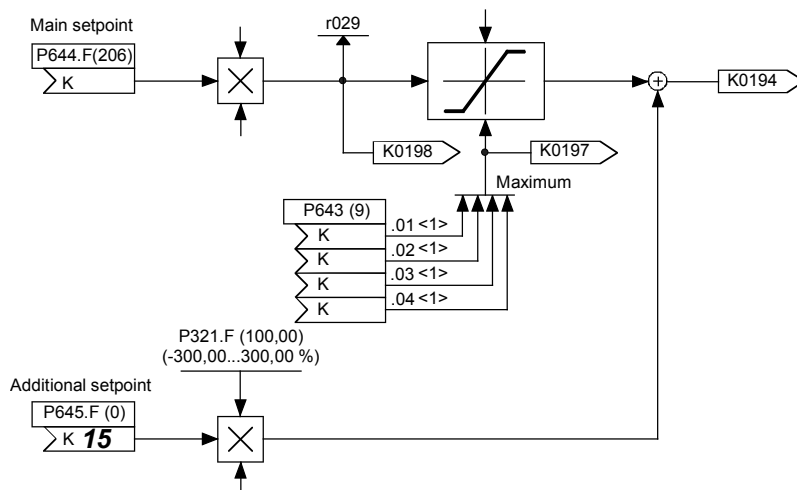 Main setpoint
r029
P644.F(206)
K
K0194
K0198
K0197
Maximum
P643 (9)
K .01 <1>
K .02 <1>
K .03 <1>
K .04 <1>
P321.F (100,00)
(-300,00...300,00 %)
Additional setpoint
P645.F (0)
K 15